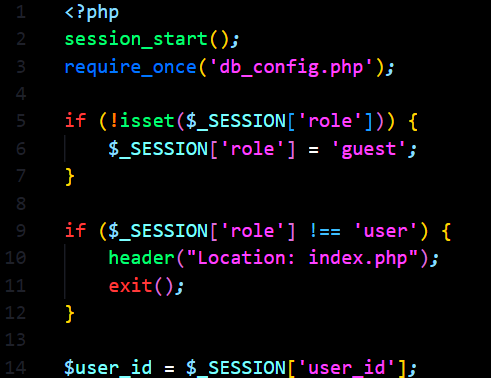 1 <?php
2 session_start();
3 require_once('db_config.php');
4
5 if (!isset($_SESSION['role'])) {
6     $_SESSION['role'] = 'guest';
7 }
8
9 if ($_SESSION['role'] !== 'user') {
10     header("Location: index.php");
11     exit();
12 }
13
14 $user_id = $_SESSION['user_id'];